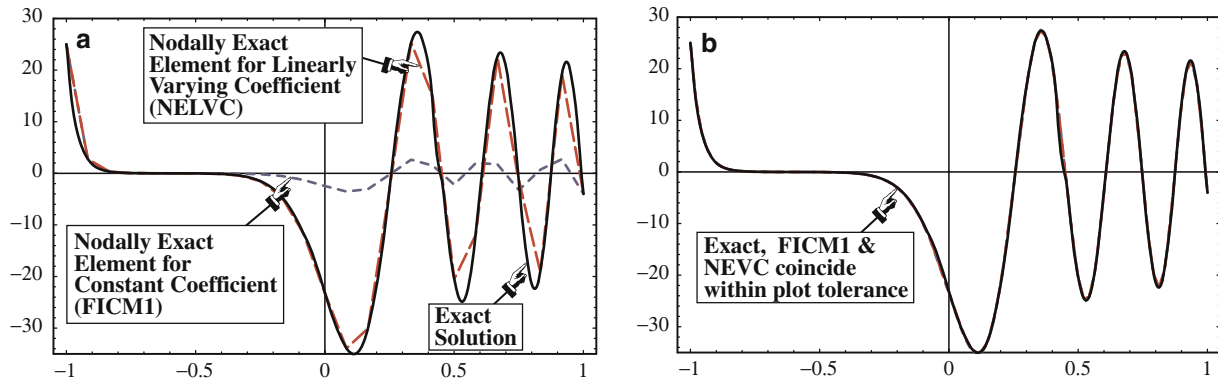 30
20
10
0
−10
−20
−30
−1
−0.5
0
0.5
1
a
Nodally Exact
Element for Linearly
Varying Coefficient
(NELVC)
Nodally Exact
Element for
Constant Coefficient
(FICM1)
Exact
Solution
30
20
10
0
−10
−20
−30
−1
−0.5
0
0.5
1
b
Exact, FICM1 &
NEVC coincide
within plot tolerance